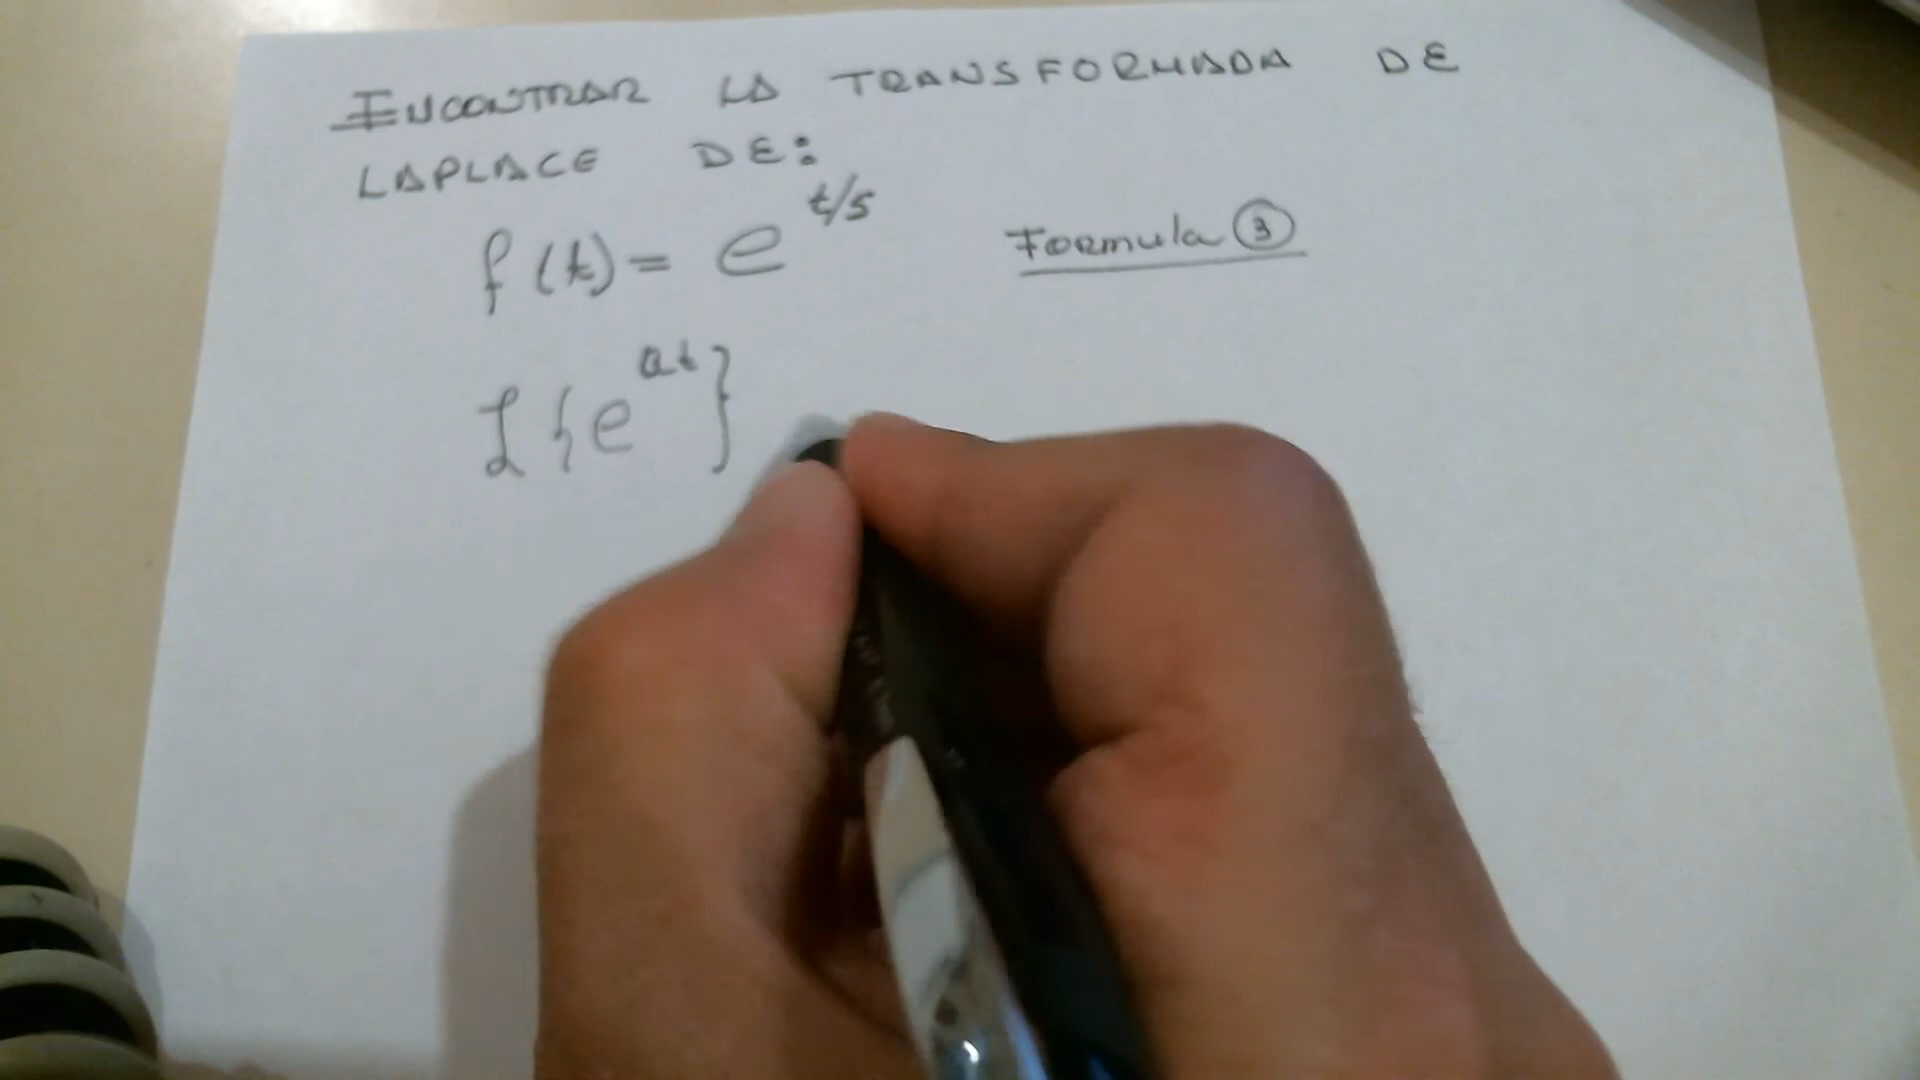 ENCONTRAR LA TRANSFORMADA DE
LAPLACE DE:
f(t) = e^{t/5} Formula ③
ℒ{e^{at}}